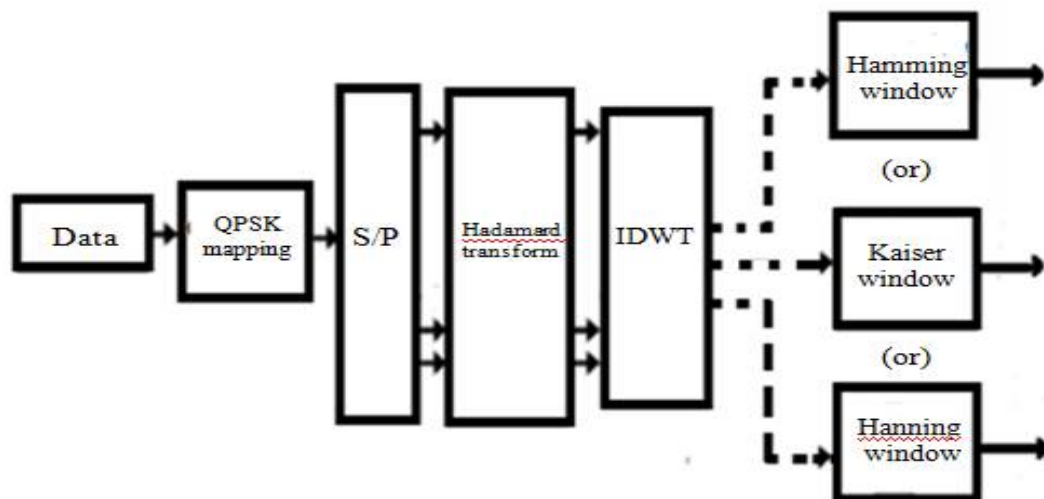 Data
QPSK
mapping
S/P
Hadamard
transform
IDWT
Hamming
window
(or)
Kaiser
window
(or)
Hanning
window